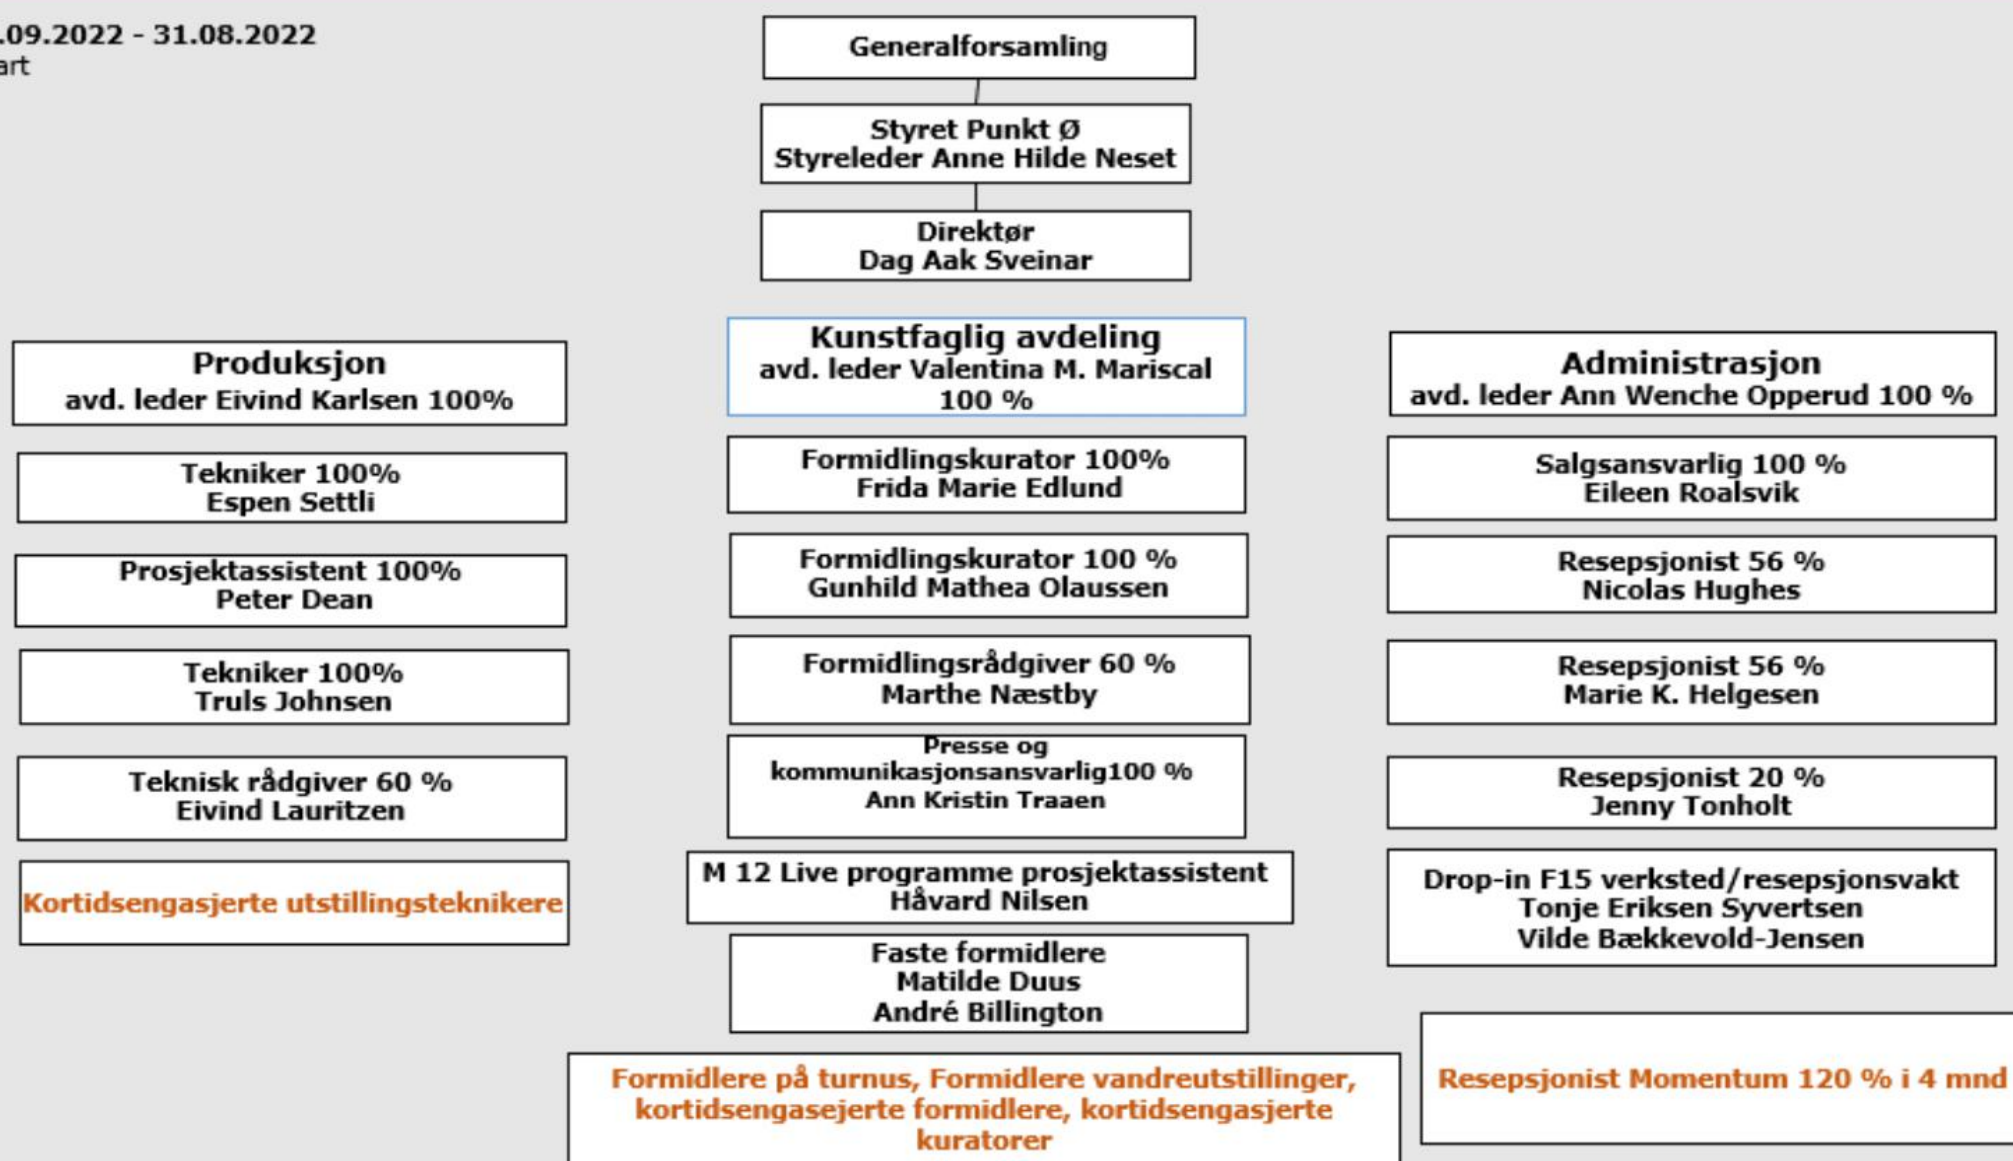 .09.2022 - 31.08.2022
art
Generalforsamling
Styret Punkt Ø
Styreleder Anne Hilde Neset
Direktør
Dag Aak Sveinar
Produksjon
avd. leder Eivind Karlsen 100%
Tekniker 100%
Espen Settli
Prosjektassistent 100%
Peter Dean
Tekniker 100%
Truls Johnsen
Teknisk rådgiver 60 %
Eivind Lauritzen
Kortidsengasjerte utstillingsteknikere
Kunstfaglig avdeling
avd. leder Valentina M. Mariscal
100 %
Formidlingskurator 100%
Frida Marie Edlund
Formidlingskurator 100 %
Gunhild Mathea Olaussen
Formidlingsrådgiver 60 %
Marthe Næstby
Presse og
kommunikasjonsansvarlig100 %
Ann Kristin Traaen
M 12 Live programme prosjektassistent
Håvard Nilsen
Faste formidlere
Matilde Duus
André Billington
Formidlere på turnus, Formidlere vandreutstillinger,
kortidsengasejerte formidlere, kortidsengasjerte
kuratorer
Administrasjon
avd. leder Ann Wenche Opperud 100 %
Salgsansvarlig 100 %
Eileen Roalsvik
Resepsjonist 56 %
Nicolas Hughes
Resepsjonist 56 %
Marie K. Helgesen
Resepsjonist 20 %
Jenny Tonholt
Drop-in F15 verksted/resepsjonsvakt
Tonje Eriksen Syvertsen
Vilde Bækkevold-Jensen
Resepsjonist Momentum 120 % i 4 mnd